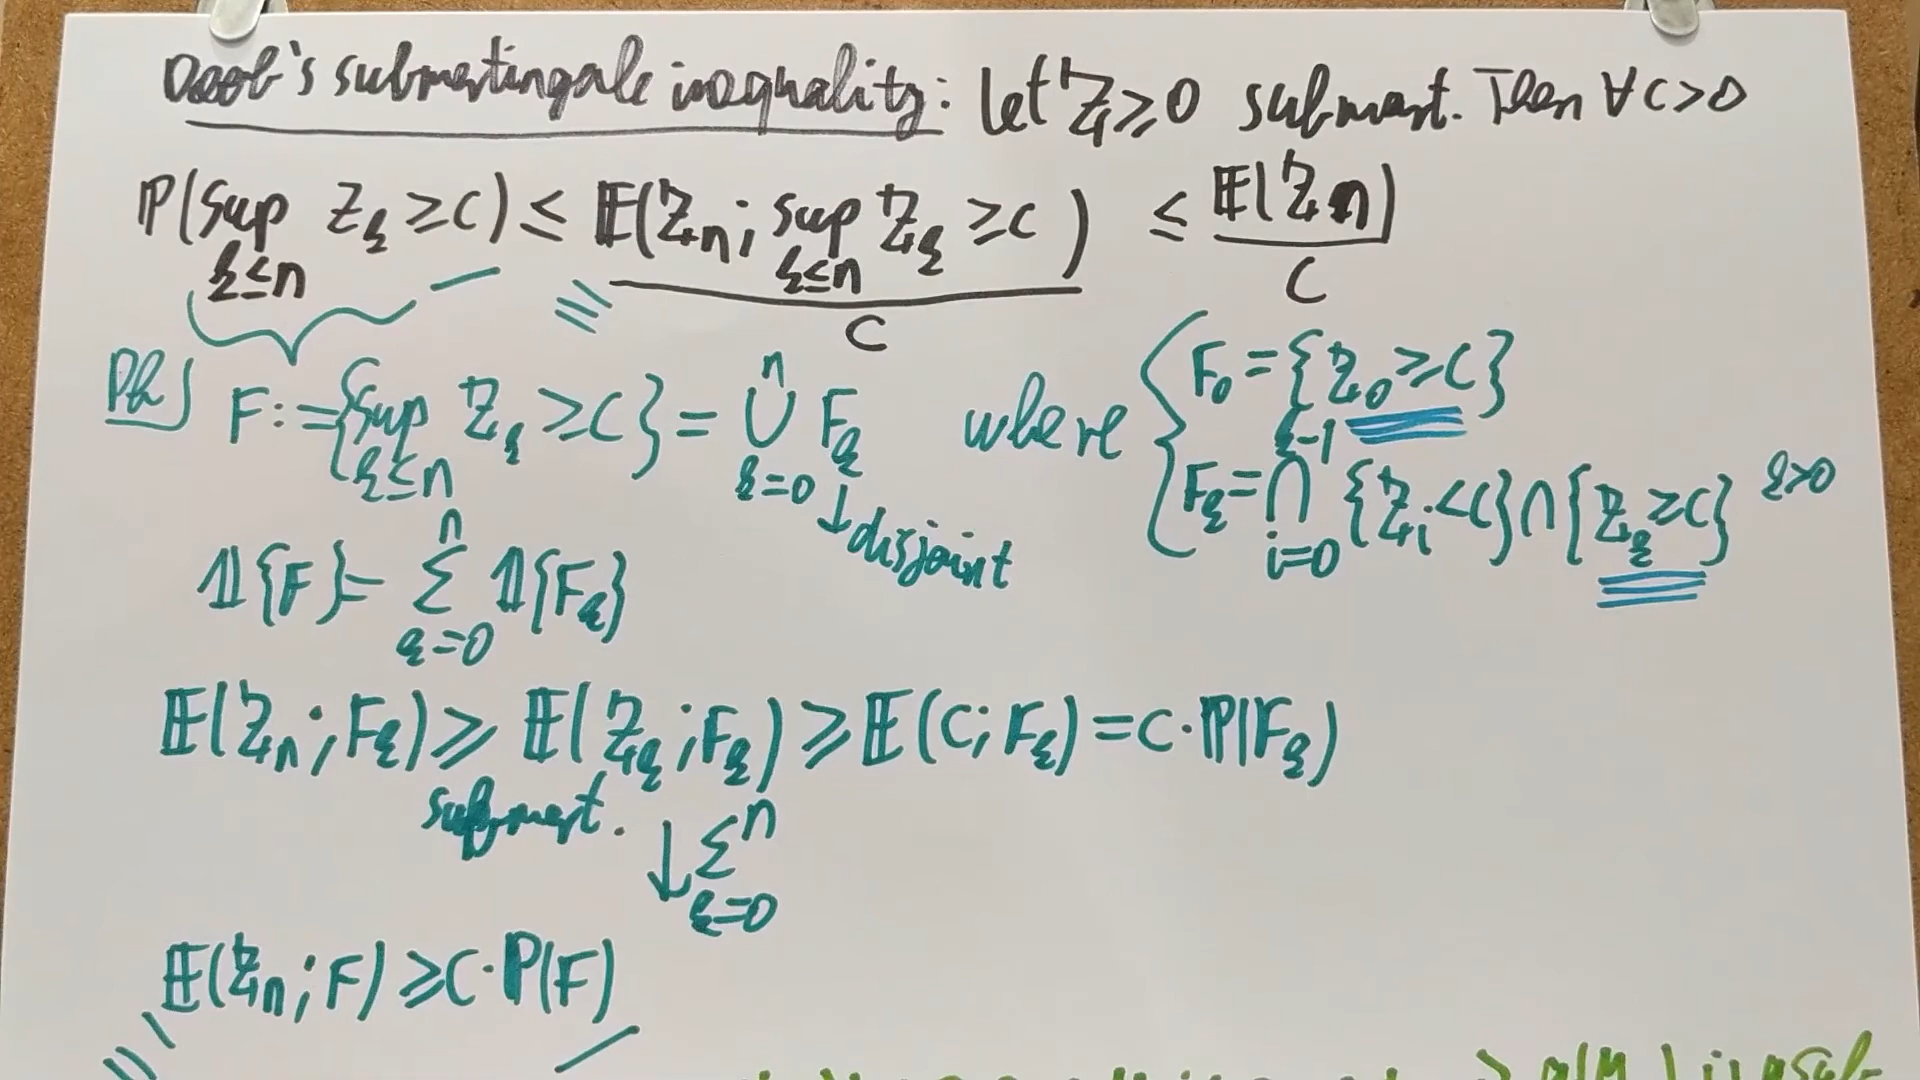 Doob's submartingale inequality: Let Z ≥ 0 submart. Then ∀ c > 0
ℙ(sup_{k≤n} Z_k ≥ c) ≤ 𝔼(Z_n; sup_{k≤n} Z_k ≥ c) / c ≤ 𝔼(Z_n) / c
F := {sup_{k≤n} Z_k ≥ c} = ⋃_{k=0}^{n} F_k where { F_0 = {Z_0 ≥ c}
F_k = ⋂_{i=0}^{k-1} {Z_i < c} ∩ {Z_k ≥ c} k>0
↓ disjoint
𝟙{F} = Σ_{k=0}^{n} 𝟙{F_k}
𝔼(Z_n; F_k) ≥ 𝔼(Z_k; F_k) ≥ 𝔼(c; F_k) = c · ℙ(F_k)
submart. ↓ Σ_{k=0}^{n}
𝔼(Z_n; F) ≥ c · ℙ(F)